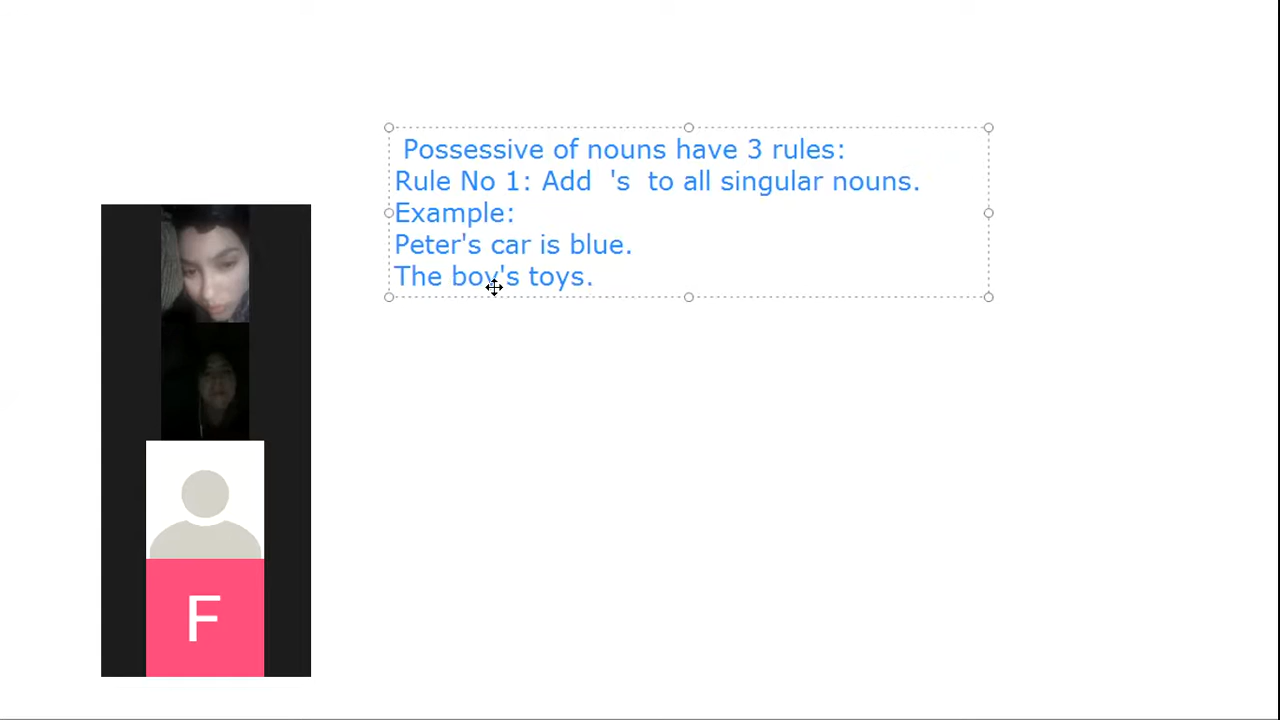 Possessive of nouns have 3 rules:
Rule No 1: Add 's to all singular nouns.
Example:
Peter's car is blue.
The boy's toys.
F